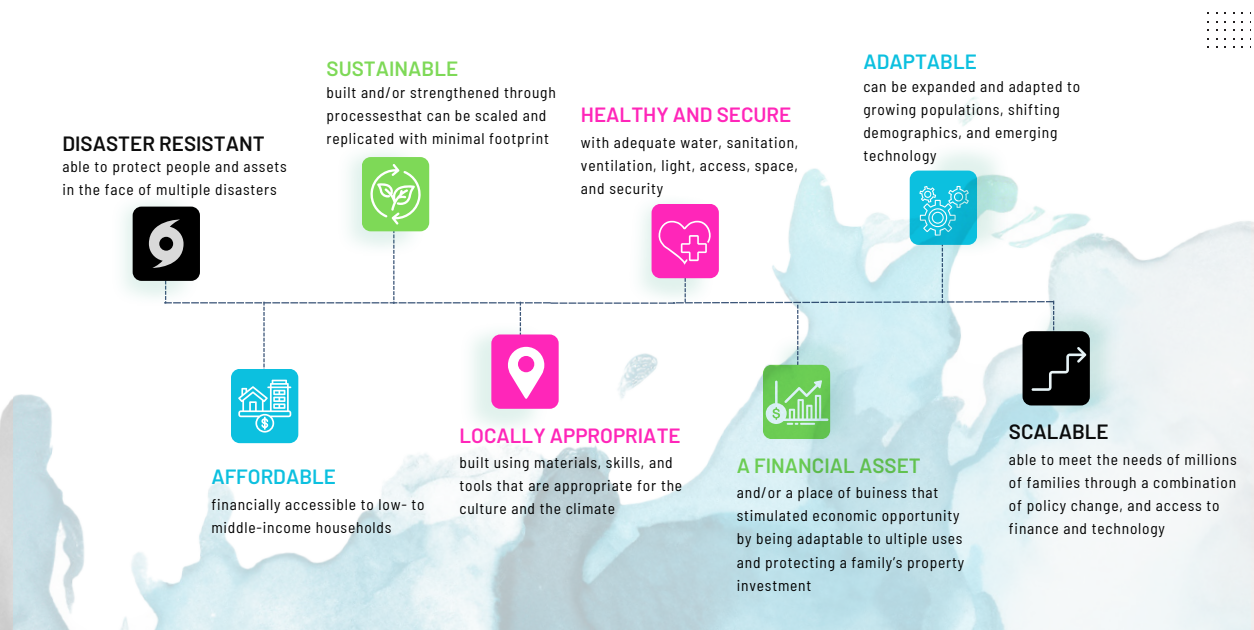 DISASTER RESISTANT
able to protect people and assets
in the face of multiple disasters
SUSTAINABLE
built and/or strengthened through
processesthat can be scaled and
replicated with minimal footprint
HEALTHY AND SECURE
with adequate water, sanitation,
ventilation, light, access, space,
and security
ADAPTABLE
can be expanded and adapted to
growing populations, shifting
demographics, and emerging
technology
AFFORDABLE
financially accessible to low- to
middle-income households
LOCALLY APPROPRIATE
built using materials, skills, and
tools that are appropriate for the
culture and the climate
A FINANCIAL ASSET
and/or a place of buiness that
stimulated economic opportunity
by being adaptable to ultiple uses
and protecting a family's property
investment
SCALABLE
able to meet the needs of millions
of families through a combination
of policy change, and access to
finance and technology